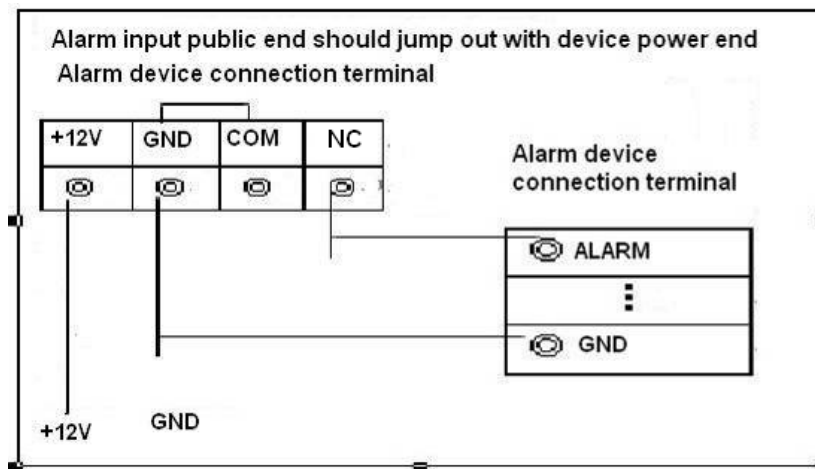 Alarm input public end should jump out with device power end
Alarm device connection terminal
+12V GND COM NC
Alarm device
connection terminal
ALARM
GND
+12V GND